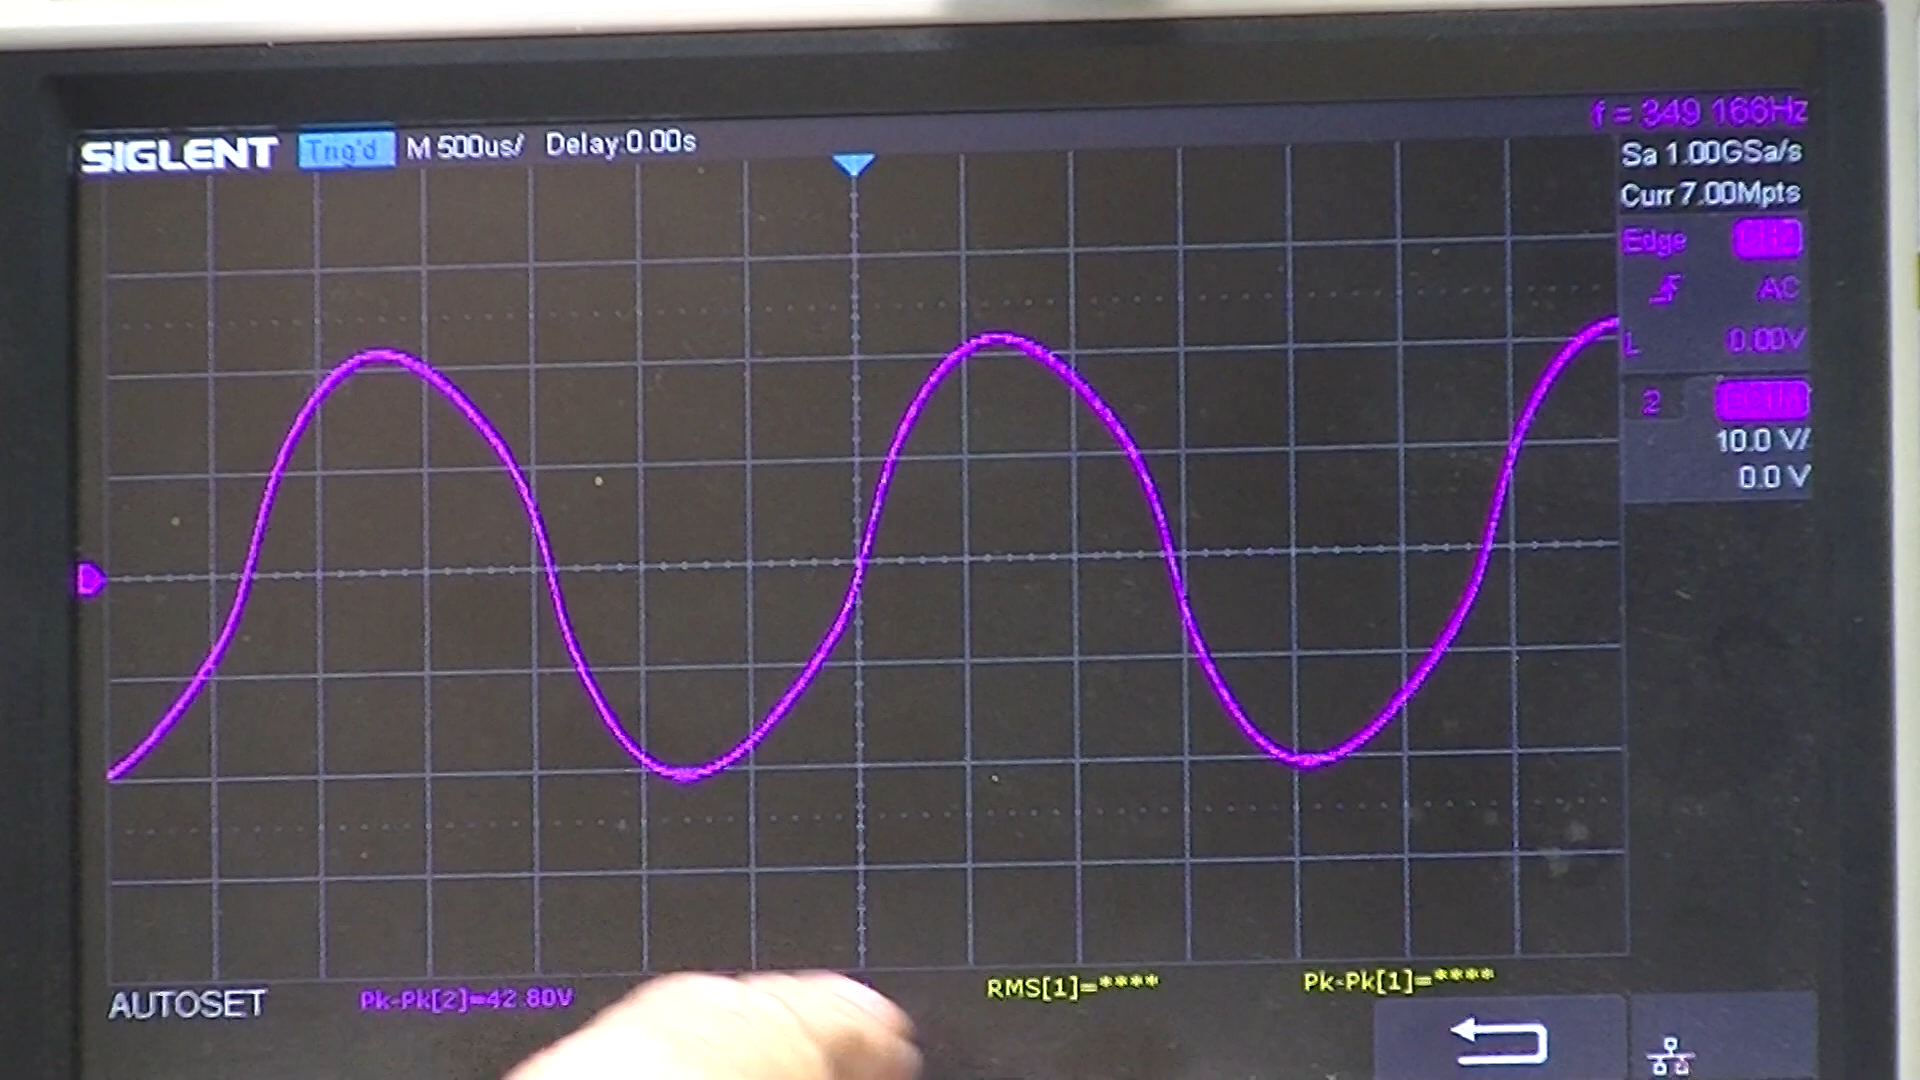 f = 349 166Hz
SIGLENT Trig'd M 500us/ Delay:0.00s
Sa 1.00GSa/s
Curr 7.00Mpts
Edge CH2
AC
L 0.00V
2
10.0 V/
0.0 V
AUTOSET Pk-Pk[2]=42.80V RMS[1]=**** Pk-Pk[1]=****